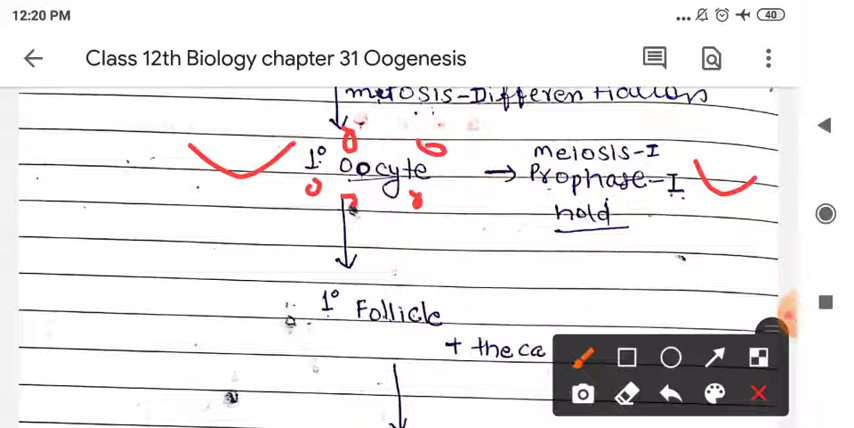 12:20 PM
... 40
Class 12th Biology chapter 31 Oogenesis
meiosis-Differentiation
1° Oocyte → meiosis-I
Prophase-I
hold
1° Follicle
+ theca